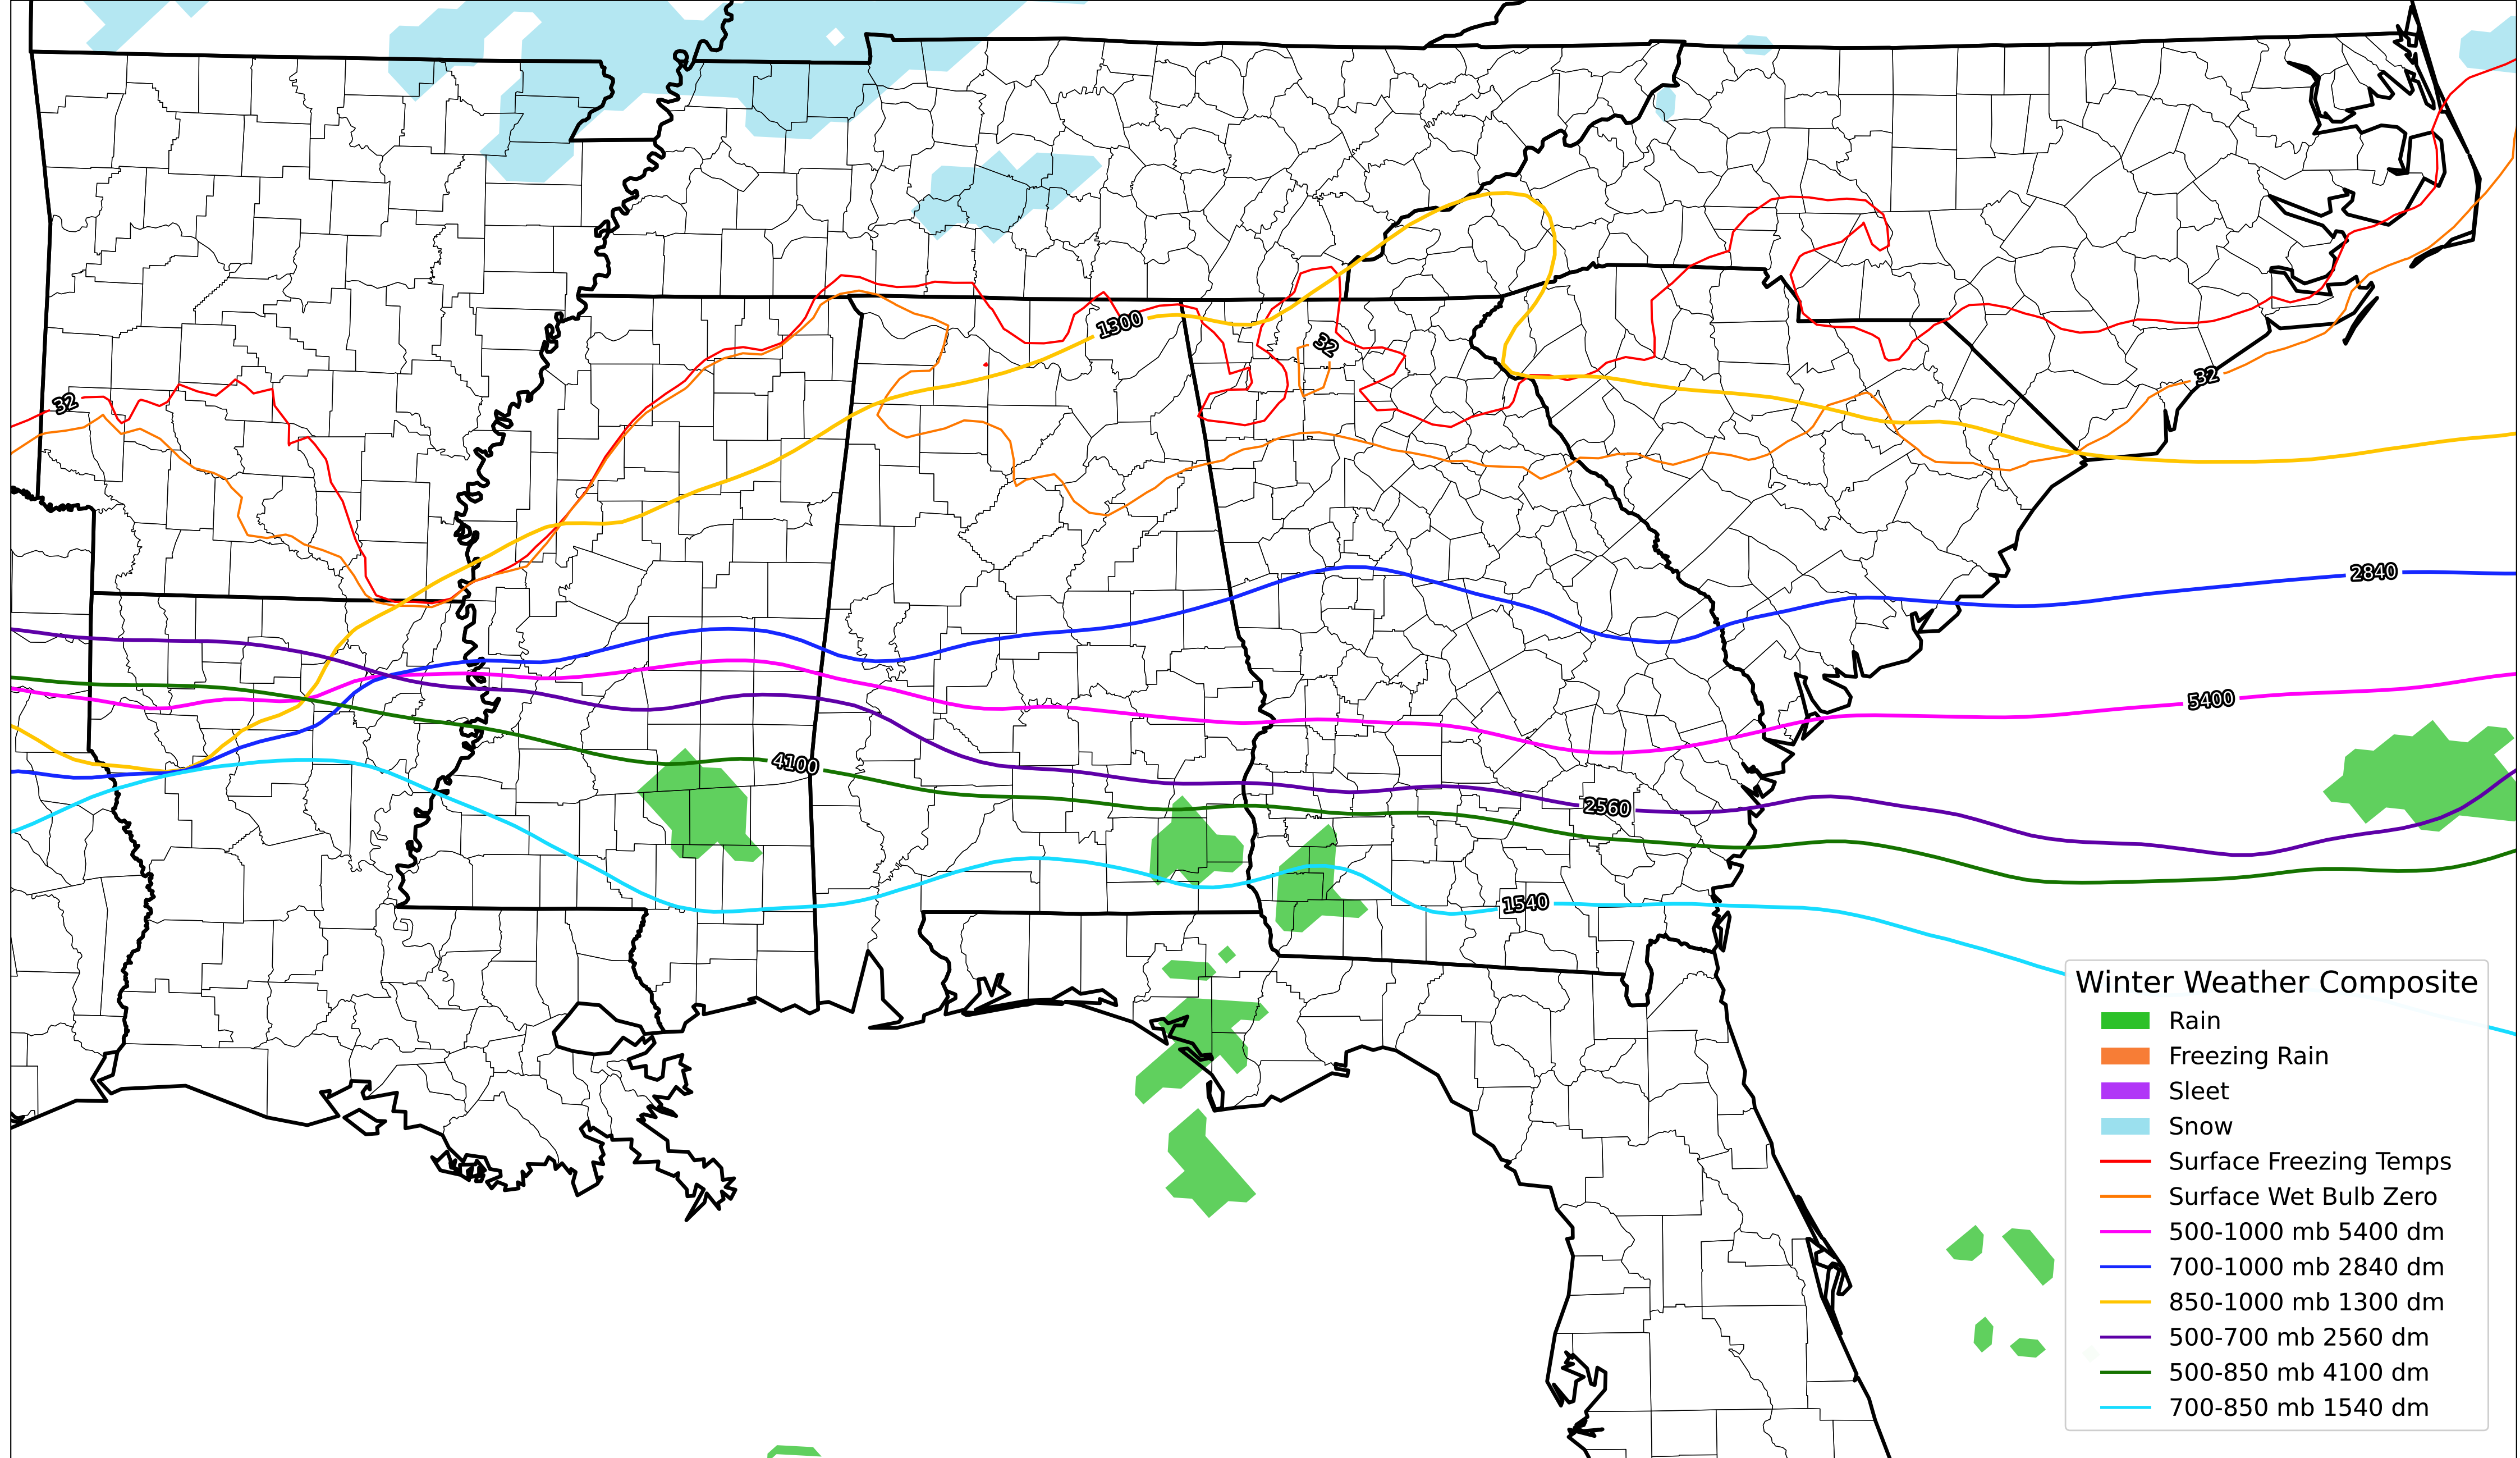 1300
32
32
32
2840
5400
4100
2560
1540
Winter Weather Composite
Rain
Freezing Rain
Sleet
Snow
Surface Freezing Temps
Surface Wet Bulb Zero
500-1000 mb 5400 dm
700-1000 mb 2840 dm
850-1000 mb 1300 dm
500-700 mb 2560 dm
500-850 mb 4100 dm
700-850 mb 1540 dm